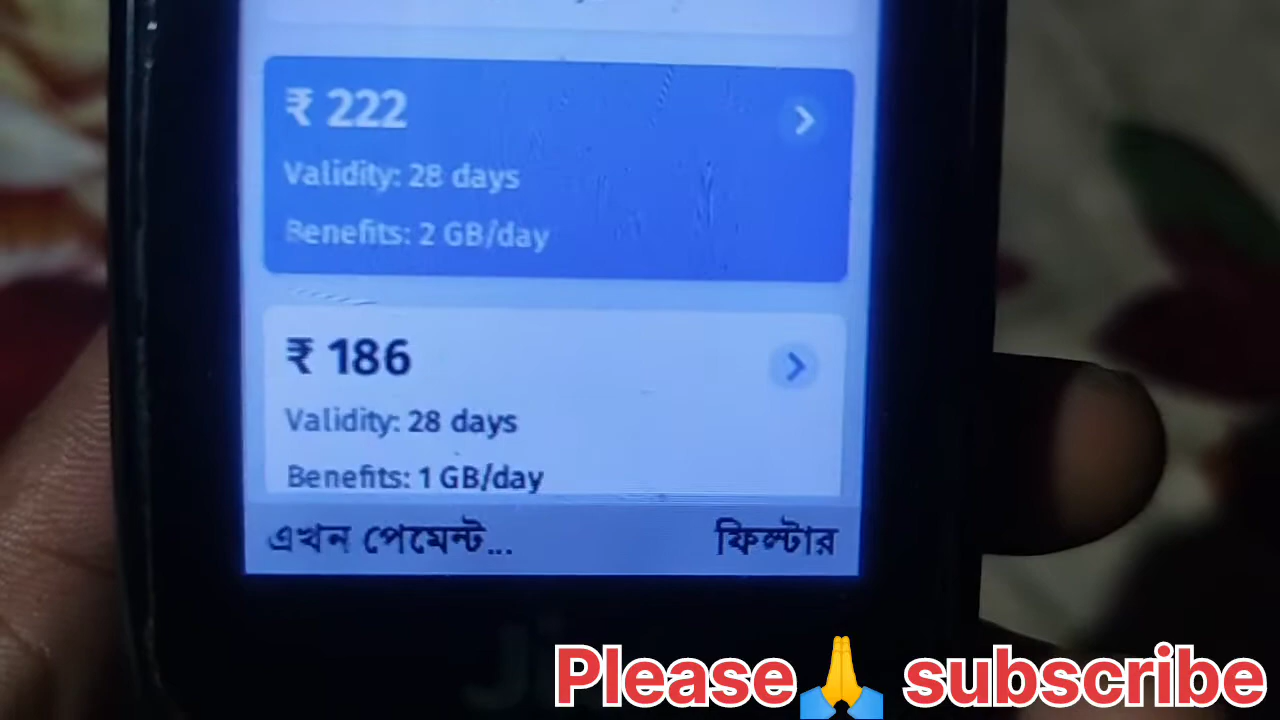 ₹ 222
Validity: 28 days
Benefits: 2 GB/day
₹ 186
Validity: 28 days
Benefits: 1 GB/day
এখন পেমেন্ট... ফিল্টার
Please🙏 subscribe